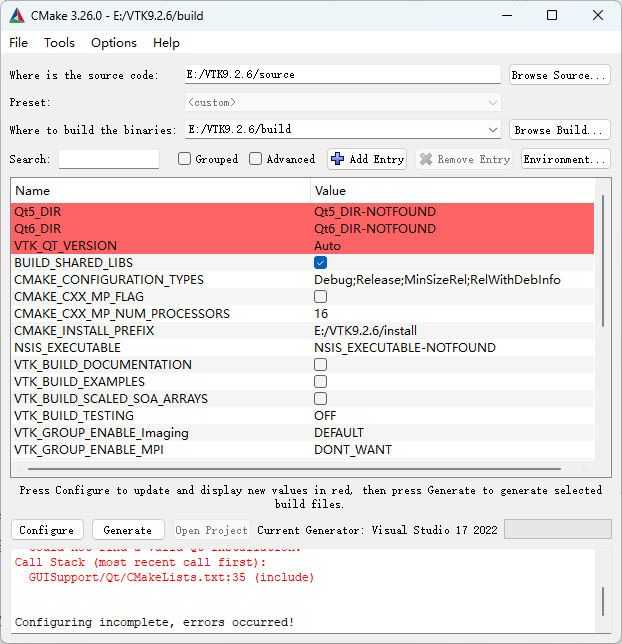 CMake 3.26.0 - E:/VTK9.2.6/build
File Tools Options Help
Where is the source code: E:/VTK9.2.6/source Browse Source...
Preset: <custom>
Where to build the binaries: E:/VTK9.2.6/build Browse Build...
Search: Grouped Advanced Add Entry Remove Entry Environment...
Name Value
Qt5_DIR Qt5_DIR-NOTFOUND
Qt6_DIR Qt6_DIR-NOTFOUND
VTK_QT_VERSION Auto
BUILD_SHARED_LIBS
CMAKE_CONFIGURATION_TYPES Debug;Release;MinSizeRel;RelWithDebInfo
CMAKE_CXX_MP_FLAG
CMAKE_CXX_MP_NUM_PROCESSORS 16
CMAKE_INSTALL_PREFIX E:/VTK9.2.6/install
NSIS_EXECUTABLE NSIS_EXECUTABLE-NOTFOUND
VTK_BUILD_DOCUMENTATION
VTK_BUILD_EXAMPLES
VTK_BUILD_SCALED_SOA_ARRAYS
VTK_BUILD_TESTING OFF
VTK_GROUP_ENABLE_Imaging DEFAULT
VTK_GROUP_ENABLE_MPI DONT_WANT
Press Configure to update and display new values in red, then press Generate to generate selected
build files.
Configure Generate Open Project Current Generator: Visual Studio 17 2022
Could not find a valid Qt installation.
Call Stack (most recent call first):
GUISupport/Qt/CMakeLists.txt:35 (include)
Configuring incomplete, errors occurred!